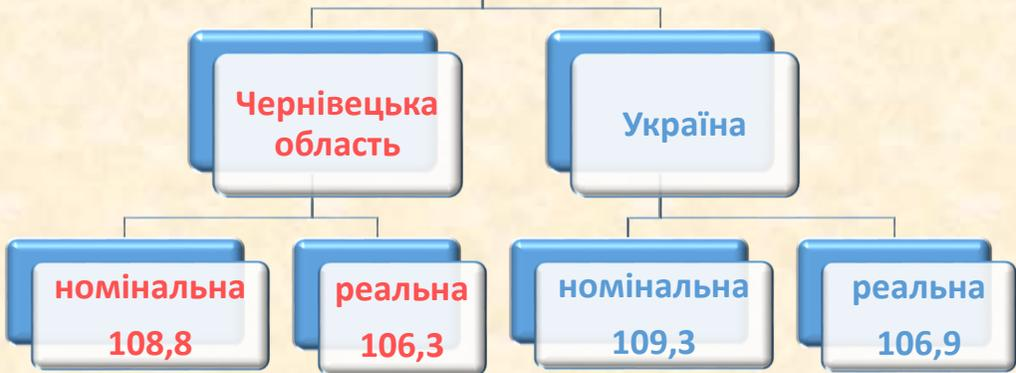 Чернівецька
область
Україна
номінальна
108,8
реальна
106,3
номінальна
109,3
реальна
106,9